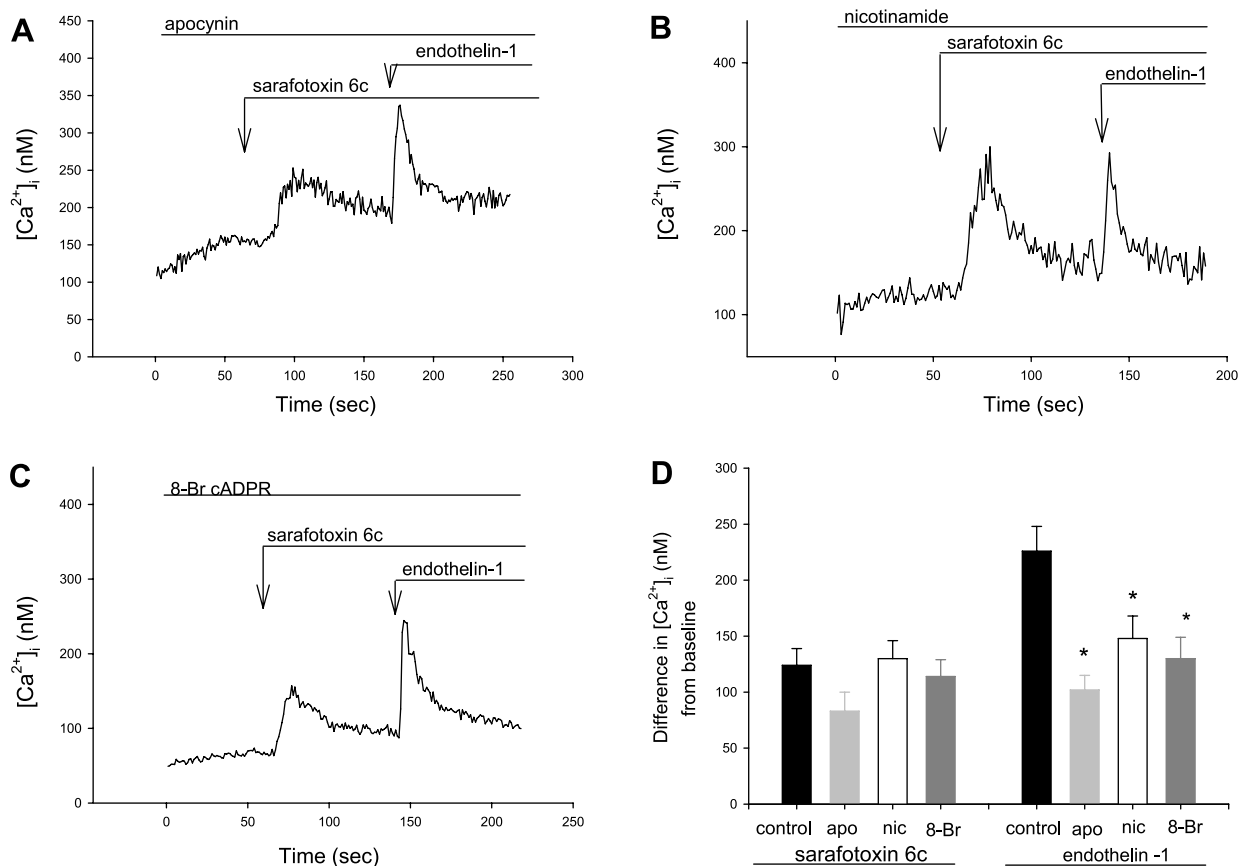 A
apocynin
endothelin-1
sarafotoxin 6c
[Ca2+]i (nM)
450
400
350
300
250
200
150
100
50
0
0 50 100 150 200 250 300
Time (sec)
B
nicotinamide
sarafotoxin 6c
endothelin-1
[Ca2+]i (nM)
400
300
200
100
0 50 100 150 200
Time (sec)
C
8-Br cADPR
sarafotoxin 6c
endothelin-1
[Ca2+]i (nM)
400
300
200
100
0
0 50 100 150 200 250
Time (sec)
D
Difference in [Ca2+]i (nM)
from baseline
300
250
200
150
100
50
0
* * *
control apo nic 8-Br control apo nic 8-Br
sarafotoxin 6c endothelin -1